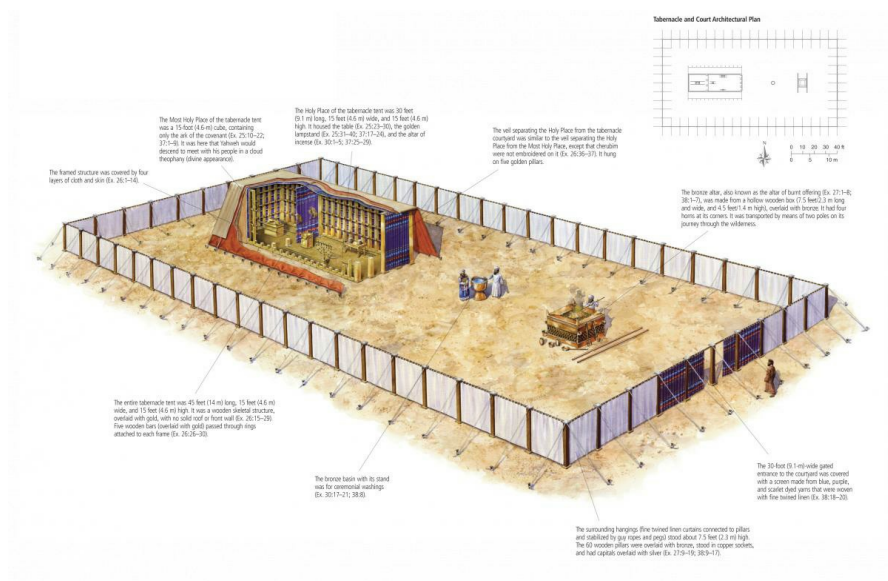 Tabernacle and Court Architectural Plan
N
0 10 20 30 40 ft
0 5 10 m
The Most Holy Place of the tabernacle tent
was a 15-foot (4.6-m) cube, containing
only the ark of the covenant (Ex. 25:10–22;
37:1–9). It was here that Yahweh would
descend to meet with his people in a cloud
theophany (divine appearance).
The Holy Place of the tabernacle tent was 30 feet
(9.1 m) long, 15 feet (4.6 m) wide, and 15 feet (4.6 m)
high. It housed the table (Ex. 25:23–30), the golden
lampstand (Ex. 25:31–40; 37:17–24), and the altar of
incense (Ex. 30:1–5; 37:25–29).
The veil separating the Holy Place from the tabernacle
courtyard was similar to the veil separating the Holy
Place from the Most Holy Place, except that cherubim
were not embroidered on it (Ex. 26:36–37). It hung
on five golden pillars.
The framed structure was covered by four
layers of cloth and skin (Ex. 26:1–14).
The bronze altar, also known as the altar of burnt offering (Ex. 27:1–8;
38:1–7), was made from a hollow wooden box (7.5 feet/2.3 m long
and wide, and 4.5 feet/1.4 m high), overlaid with bronze. It had four
horns at its corners. It was transported by means of two poles on its
journey through the wilderness.
The entire tabernacle tent was 45 feet (14 m) long, 15 feet (4.6 m)
wide, and 15 feet (4.6 m) high. It was a wooden skeletal structure,
overlaid with gold, with no solid roof or front wall (Ex. 26:15–29).
Five wooden bars (overlaid with gold) passed through rings
attached to each frame (Ex. 26:26–30).
The bronze basin with its stand
was for ceremonial washings
(Ex. 30:17–21; 38:8).
The 30-foot (9.1-m)-wide gated
entrance to the courtyard was covered
with a screen made from blue, purple,
and scarlet dyed yarns that were woven
with fine twined linen (Ex. 38:18–20).
The surrounding hangings (fine twined linen curtains connected to pillars
and stabilized by guy ropes and pegs) stood about 7.5 feet (2.3 m) high.
The 60 wooden pillars were overlaid with bronze, stood in copper sockets,
and had capitals overlaid with silver (Ex. 27:9–19; 38:9–17).